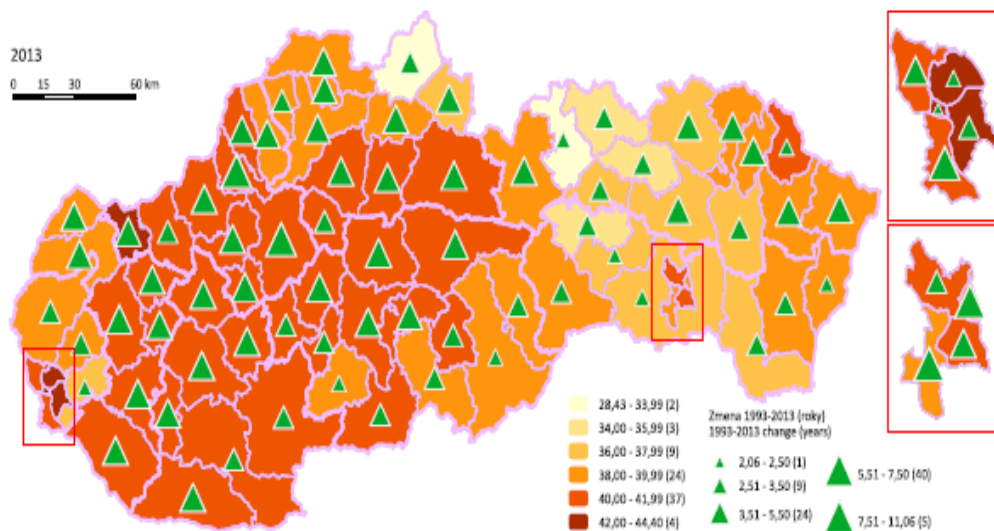 2013
0 15 30 60 km
28,43 - 33,99 (2)
34,00 - 35,99 (3)
36,00 - 37,99 (9)
38,00 - 39,99 (24)
40,00 - 41,99 (37)
42,00 - 44,40 (4)
Zmena 1993-2013 (roky)
1993-2013 change (years)
2,06 - 2,50 (1)
2,51 - 3,50 (9)
3,51 - 5,50 (24)
5,51 - 7,50 (40)
7,51 - 11,06 (5)